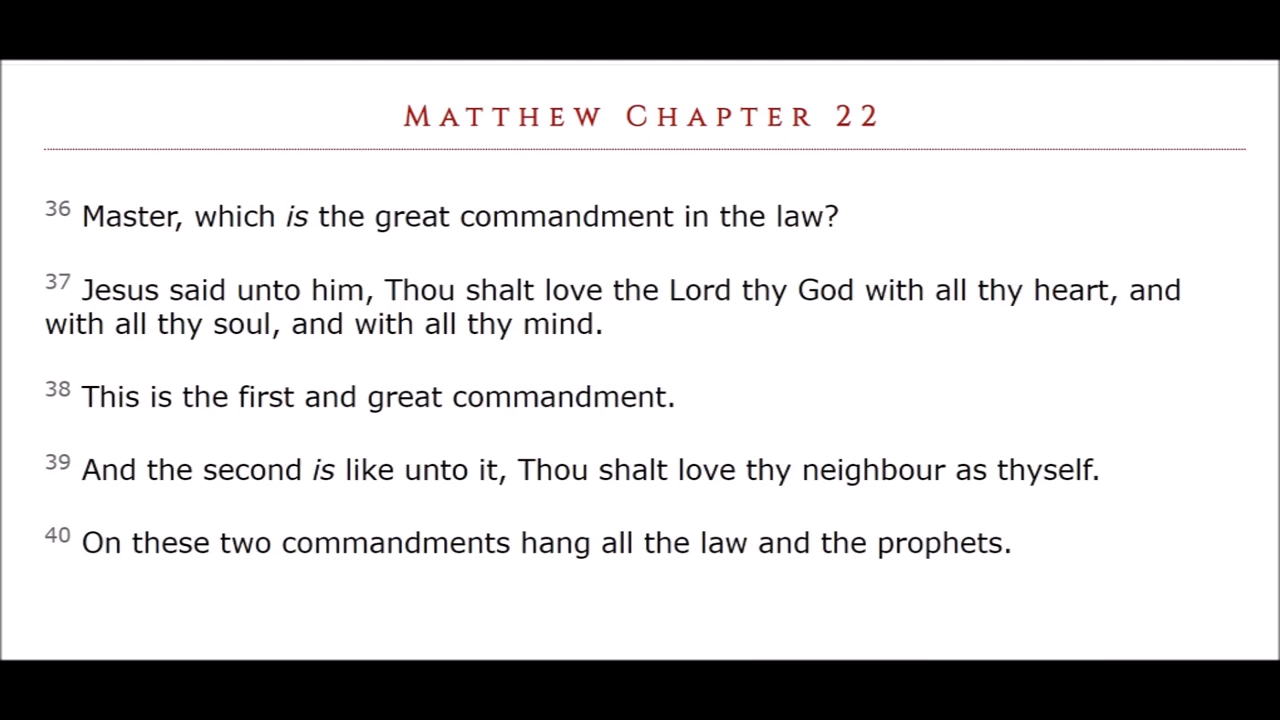 Matthew Chapter 22
36 Master, which is the great commandment in the law?
37 Jesus said unto him, Thou shalt love the Lord thy God with all thy heart, and
with all thy soul, and with all thy mind.
38 This is the first and great commandment.
39 And the second is like unto it, Thou shalt love thy neighbour as thyself.
40 On these two commandments hang all the law and the prophets.